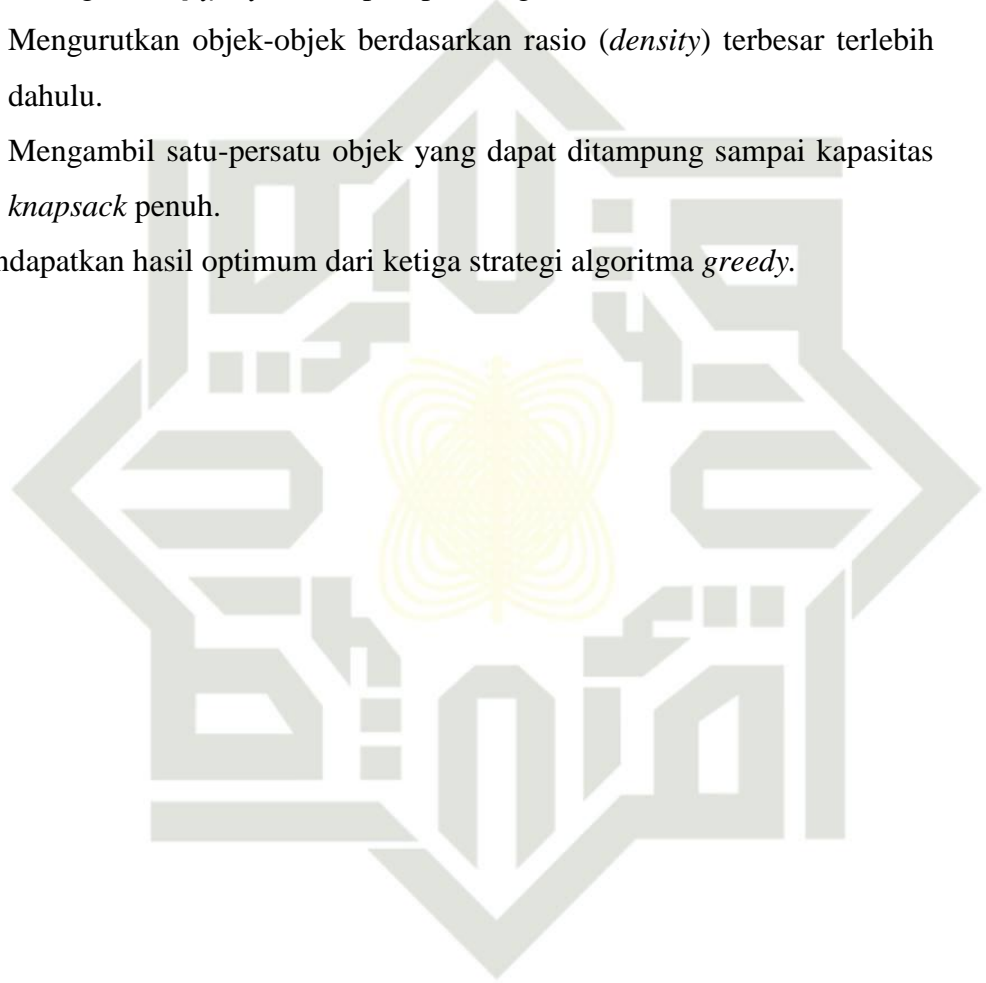 Mengurutkan objek-objek berdasarkan rasio (density) terbesar terlebih
dahulu.
Mengambil satu-persatu objek yang dapat ditampung sampai kapasitas
knapsack penuh.
ndapatkan hasil optimum dari ketiga strategi algoritma greedy.